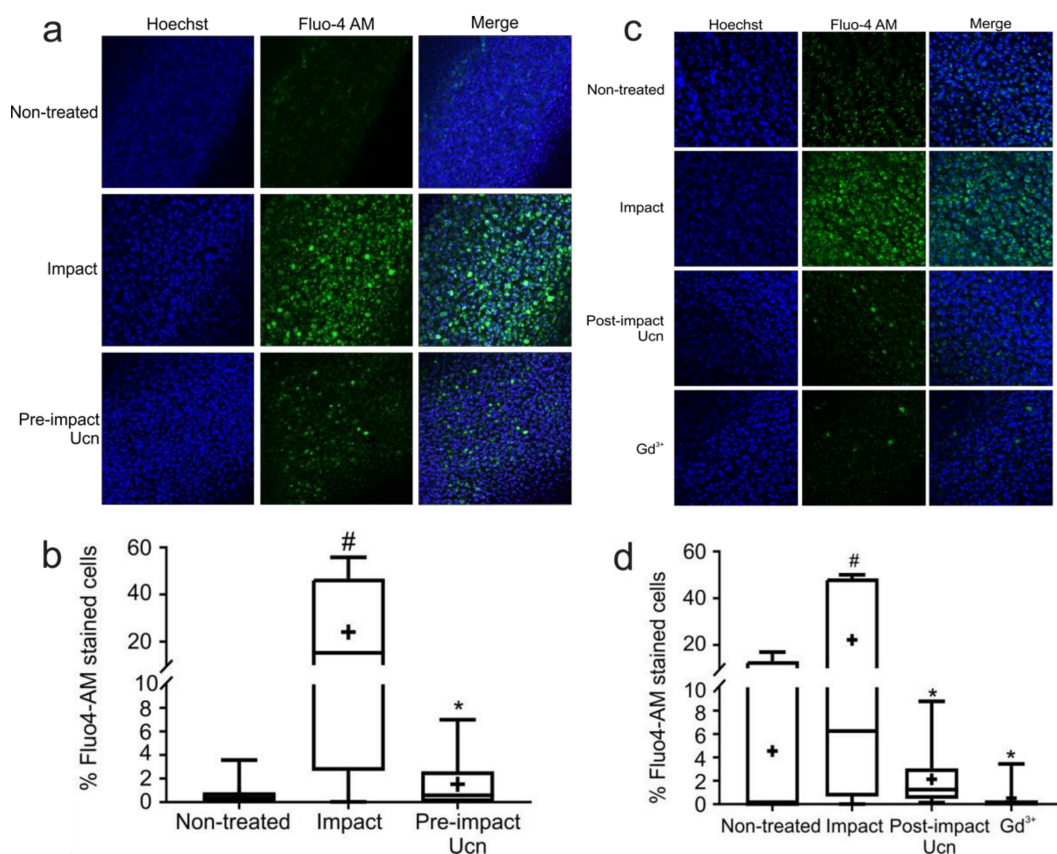 a
Hoechst Fluo-4 AM Merge
Non-treated
Impact
Pre-impact
Ucn
b
% Fluo4-AM stained cells
60
40
20
10
8
6
4
2
0
#
*
Non-treated Impact Pre-impact
Ucn
c
Hoechst Fluo-4 AM Merge
Non-treated
Impact
Post-impact
Ucn
Gd³⁺
d
% Fluo4-AM stained cells
60
40
20
10
8
6
4
2
0
#
*
*
Non-treated Impact Post-impact Gd³⁺
Ucn